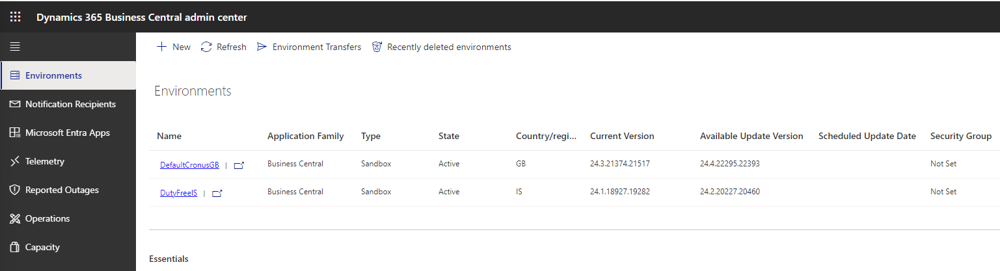 Dynamics 365 Business Central admin center
New Refresh Environment Transfers Recently deleted environments
Environments
Notification Recipients
Microsoft Entra Apps
Telemetry
Reported Outages
Operations
Capacity
Environments
Name Application Family Type State Country/regi... Current Version Available Update Version Scheduled Update Date Security Group
DefaultCronusGB | Business Central Sandbox Active GB 24.3.21374.21517 24.4.22295.22393 Not Set
DutyFreeIS | Business Central Sandbox Active IS 24.1.18927.19282 24.2.20227.20460 Not Set
Essentials